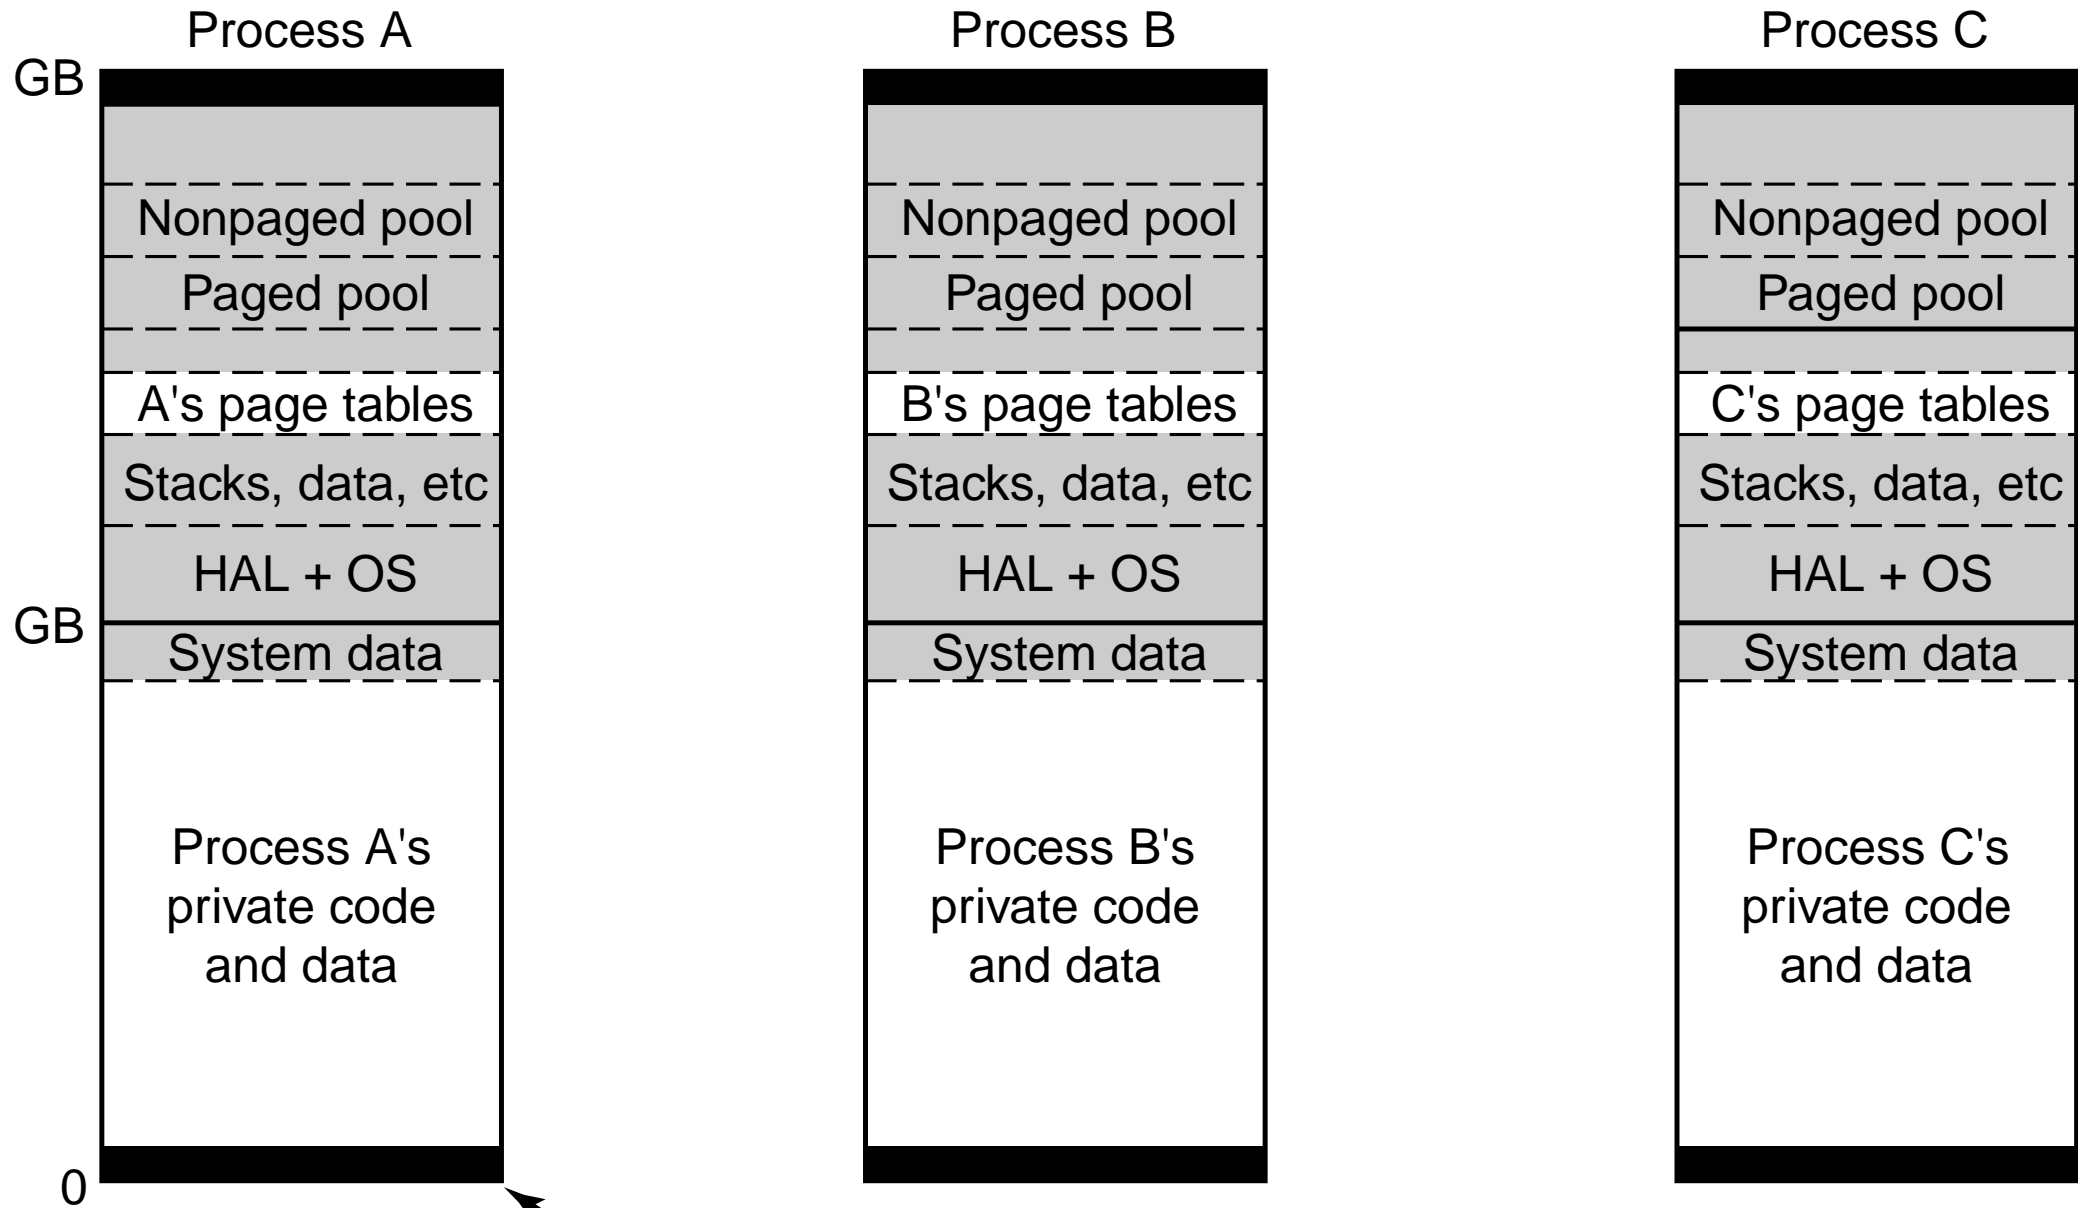 Process A
Process B
Process C
GB
Nonpaged pool
Paged pool
A's page tables
Stacks, data, etc
HAL + OS
GB
System data
Process A's
private code
and data
0
Nonpaged pool
Paged pool
B's page tables
Stacks, data, etc
HAL + OS
System data
Process B's
private code
and data
Nonpaged pool
Paged pool
C's page tables
Stacks, data, etc
HAL + OS
System data
Process C's
private code
and data